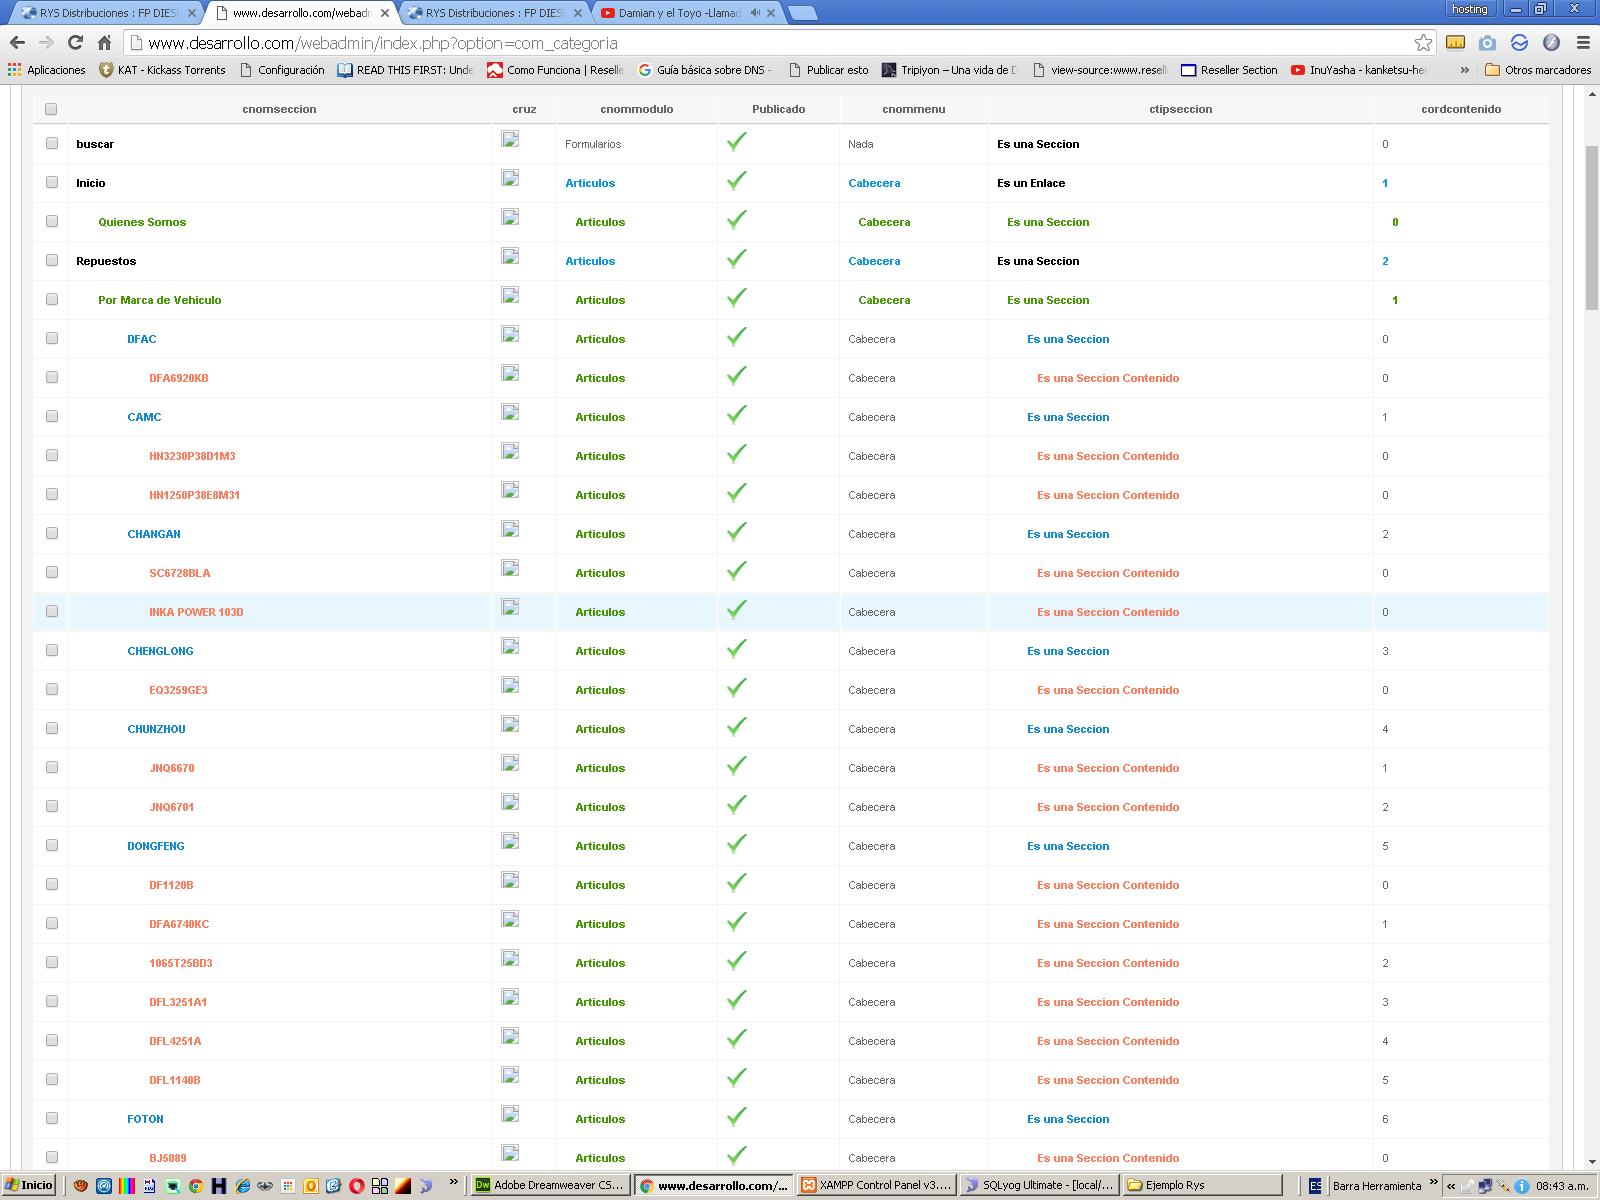 RYS Distribuciones : FP DIES
www.desarrollo.com/webadm
RYS Distribuciones : FP DIES
Damian y el Toyo -Llamad
hosting
www.desarrollo.com/webadmin/index.php?option=com_categoria
Aplicaciones KAT - Kickass Torrents Configuración READ THIS FIRST: Unde Como Funciona | Reselle Guía básica sobre DNS - Publicar esto Tripiyon – Una vida de D view-source:www.resell Reseller Section InuYasha - kanketsu-her » Otros marcadores
cnomseccion cruz cnommodulo Publicado cnommenu ctipseccion cordcontenido
buscar Formularios Nada Es una Seccion 0
Inicio Articulos Cabecera Es un Enlace 1
Quienes Somos Articulos Cabecera Es una Seccion 0
Repuestos Articulos Cabecera Es una Seccion 2
Por Marca de Vehiculo Articulos Cabecera Es una Seccion 1
DFAC Articulos Cabecera Es una Seccion 0
DFA6920KB Articulos Cabecera Es una Seccion Contenido 0
CAMC Articulos Cabecera Es una Seccion 1
HN3230P38D1M3 Articulos Cabecera Es una Seccion Contenido 0
HN1250P38E8M31 Articulos Cabecera Es una Seccion Contenido 0
CHANGAN Articulos Cabecera Es una Seccion 2
SC6728BLA Articulos Cabecera Es una Seccion Contenido 0
INKA POWER 103D Articulos Cabecera Es una Seccion Contenido 0
CHENGLONG Articulos Cabecera Es una Seccion 3
EQ3259GE3 Articulos Cabecera Es una Seccion Contenido 0
CHUNZHOU Articulos Cabecera Es una Seccion 4
JNQ6670 Articulos Cabecera Es una Seccion Contenido 1
JNQ6701 Articulos Cabecera Es una Seccion Contenido 2
DONGFENG Articulos Cabecera Es una Seccion 5
DF1120B Articulos Cabecera Es una Seccion Contenido 0
DFA6740KC Articulos Cabecera Es una Seccion Contenido 1
1065T25BD3 Articulos Cabecera Es una Seccion Contenido 2
DFL3251A1 Articulos Cabecera Es una Seccion Contenido 3
DFL4251A Articulos Cabecera Es una Seccion Contenido 4
DFL1140B Articulos Cabecera Es una Seccion Contenido 5
FOTON Articulos Cabecera Es una Seccion 6
BJ5089 Articulos Cabecera Es una Seccion Contenido 0
Inicio » Adobe Dreamweaver CS... www.desarrollo.com/... XAMPP Control Panel v3.... SQLyog Ultimate - [local/... Ejemplo Rys ES Barra Herramienta » « 08:43 a.m.